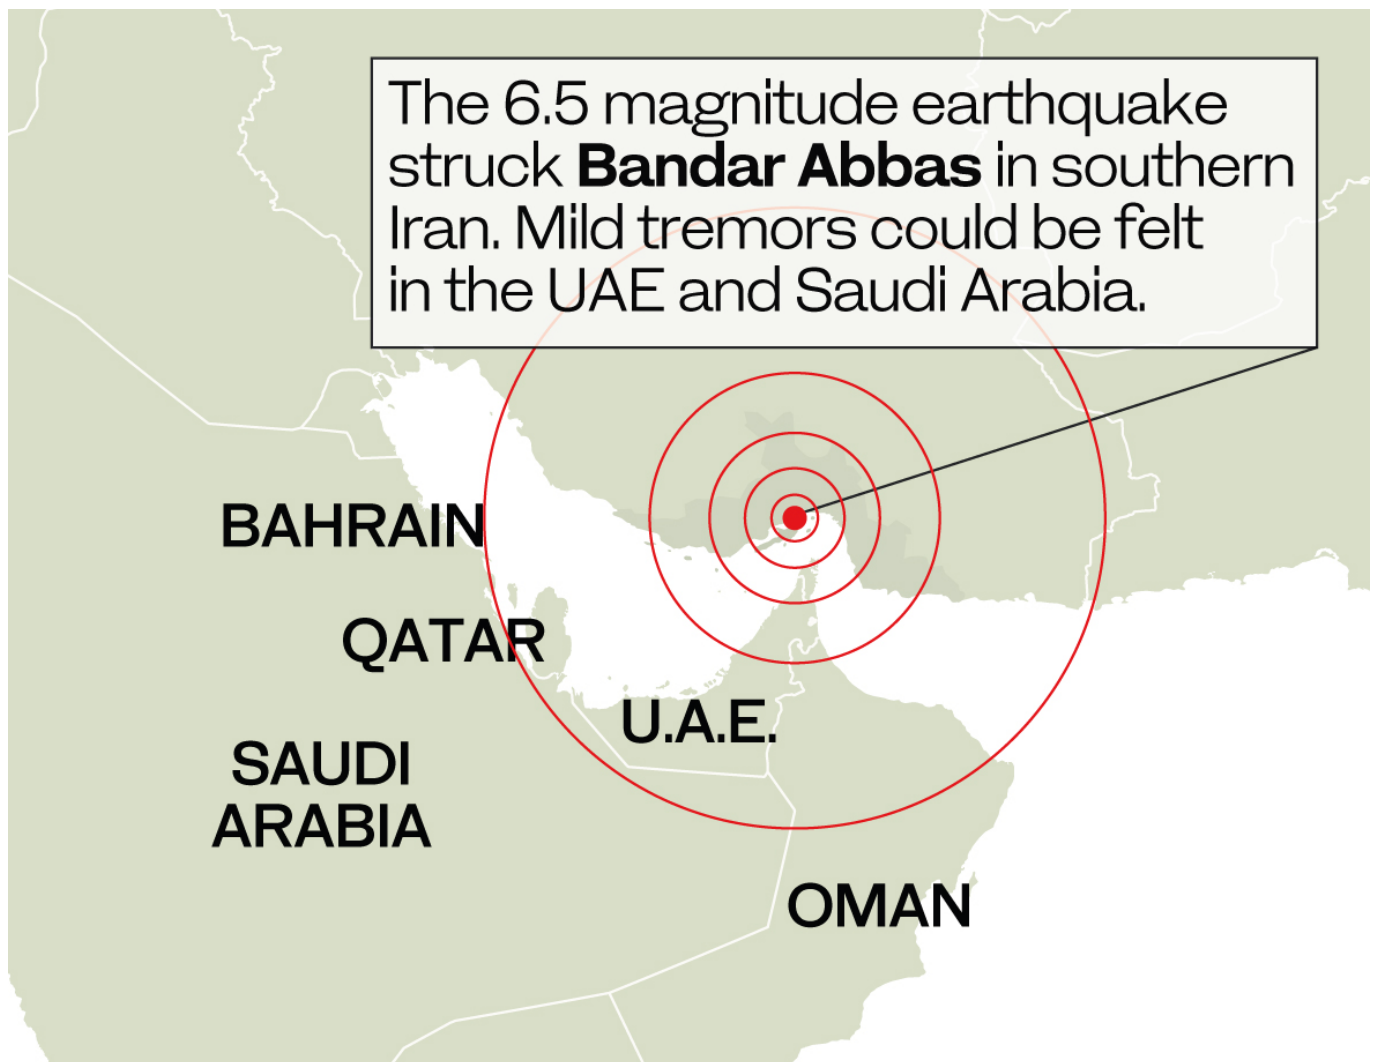 The 6.5 magnitude earthquake
struck Bandar Abbas in southern
Iran. Mild tremors could be felt
in the UAE and Saudi Arabia.
BAHRAIN
QATAR
U.A.E.
SAUDI
ARABIA
OMAN